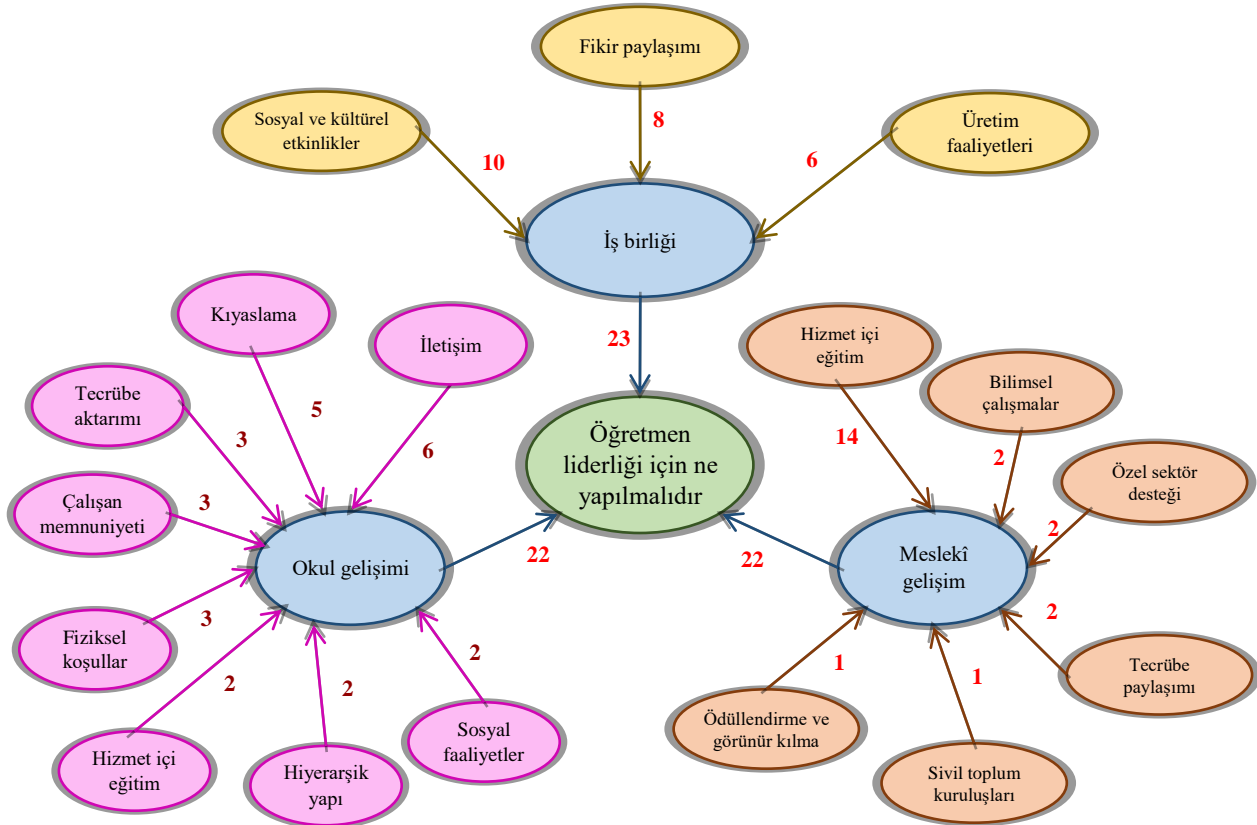 Fikir paylaşımı
Sosyal ve kültürel
etkinlikler
Üretim
faaliyetleri
8
10
6
İş birliği
23
Kıyaslama
İletişim
Tecrübe
aktarımı
Çalışan
memnuniyeti
Fiziksel
koşullar
Hizmet içi
eğitim
Hiyerarşik
yapı
Sosyal
faaliyetler
5
6
3
3
3
2
2
2
Okul gelişimi
22
Öğretmen
liderliği için ne
yapılmalıdır
Hizmet içi
eğitim
Bilimsel
çalışmalar
Özel sektör
desteği
Tecrübe
paylaşımı
Sivil toplum
kuruluşları
Ödüllendirme ve
görünür kılma
14
2
2
2
1
1
Meslekî
gelişim
22